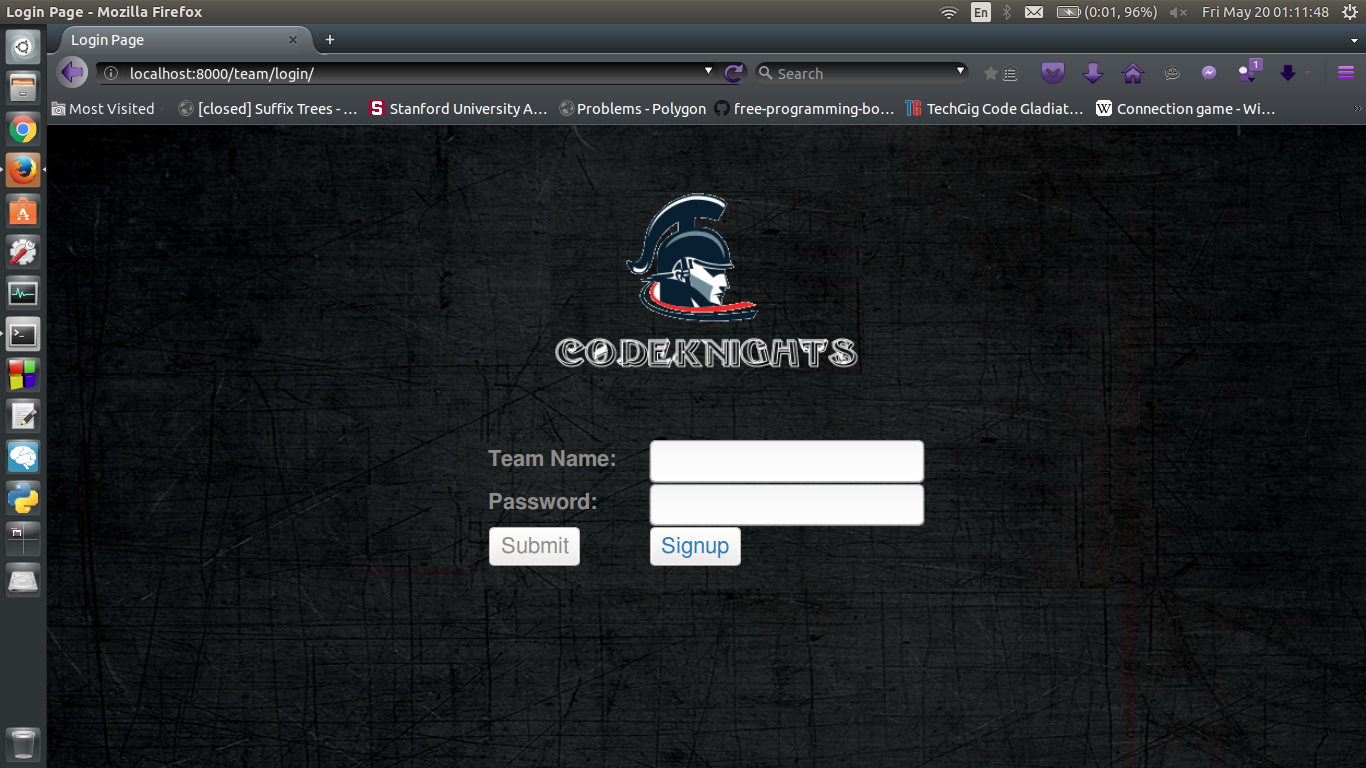 Login Page - Mozilla Firefox
En
(0:01, 96%)
Fri May 20 01:11:48
Login Page
localhost:8000/team/login/
Search
1
Most Visited
[closed] Suffix Trees - ...
S
Stanford University A...
Problems - Polygon
free-programming-bo...
TG
TechGig Code Gladiat...
W
Connection game - Wi...
CODEKNIGHTS
Team Name:
Password:
Submit
Signup